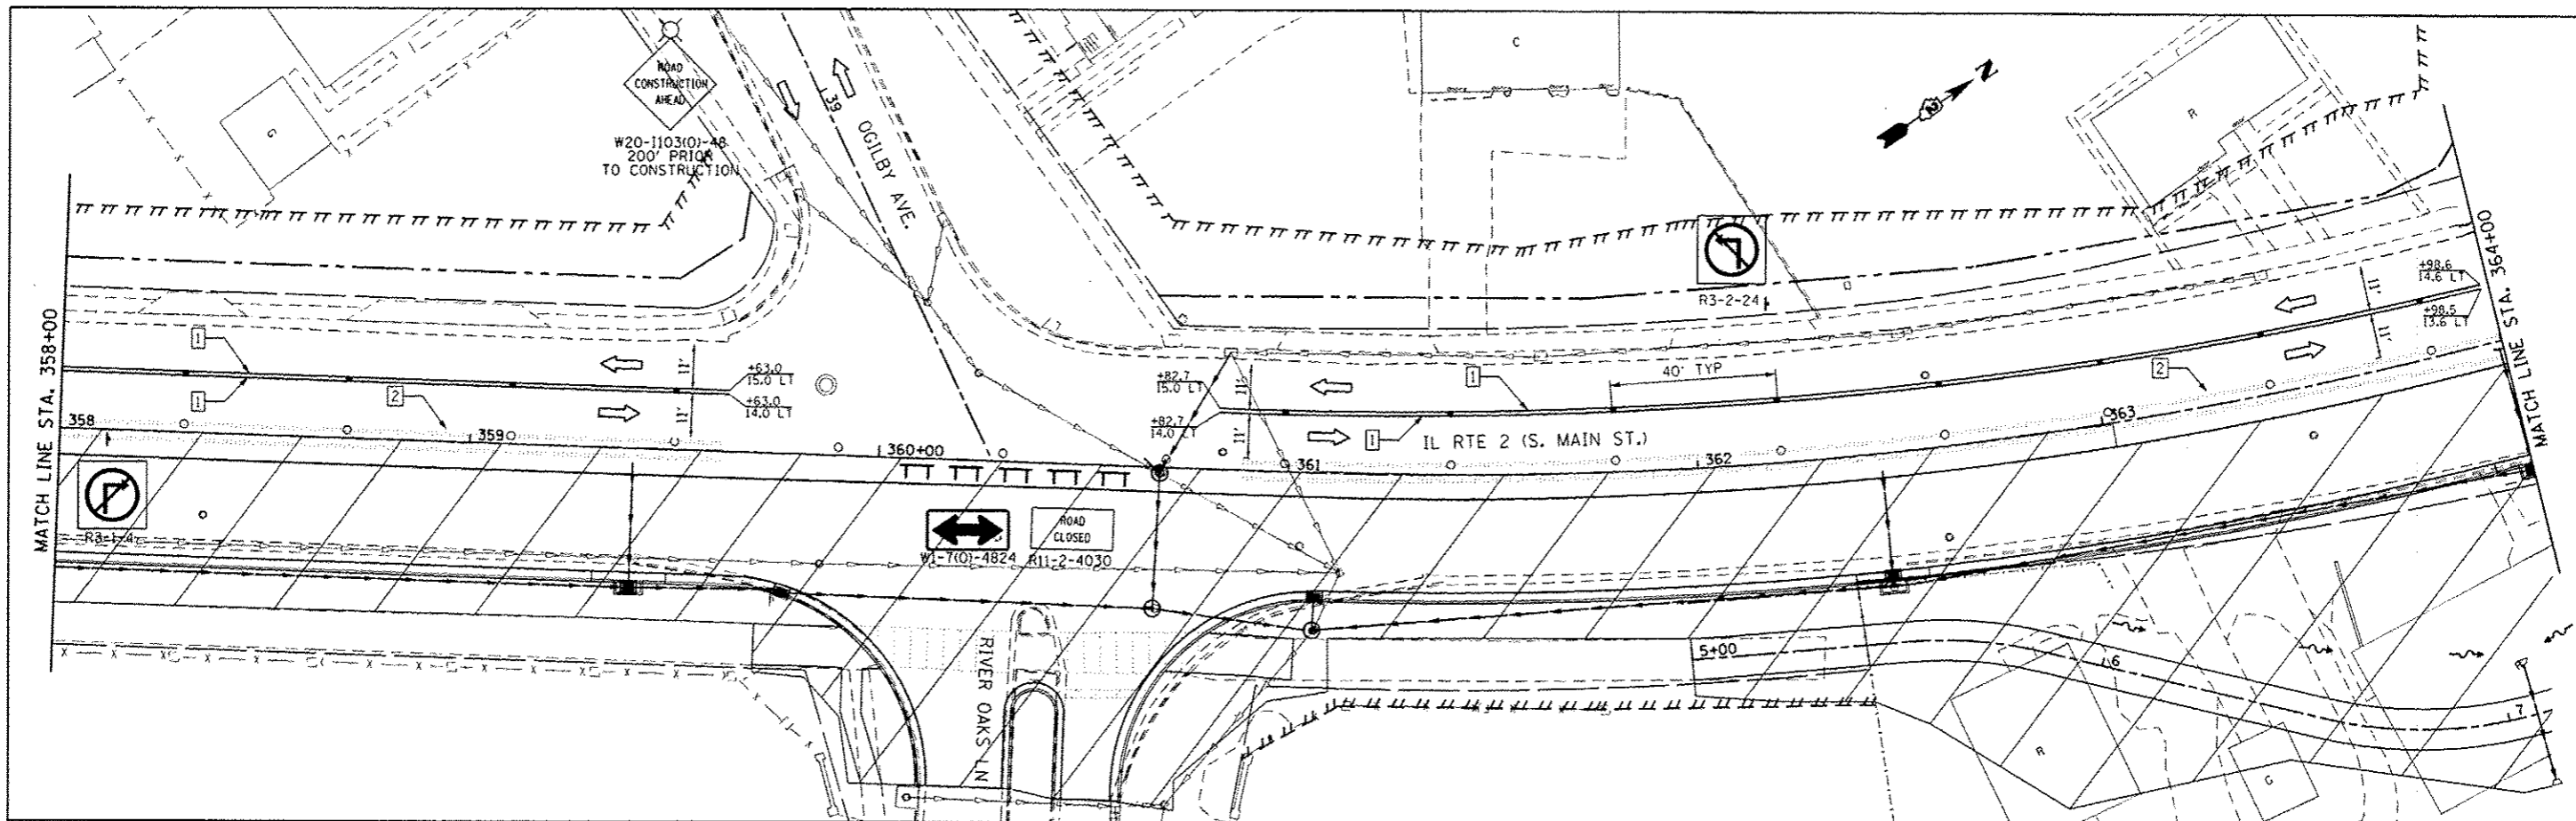 ROAD
CONSTRUCTION
AHEAD
W20-I103(O)-48
200' PRIOR
TO CONSTRUCTION
39
OGILBY AVE.
G
C
N
2
R
R3-2-24
MATCH LINE STA. 358+00
1
1
2
11'
11'
+63.0
15.0 LT
+63.0
14.0 LT
+82.7
15.0 LT
+82.7
14.0 LT
11'
11'
1
1
40' TYP
IL RTE 2 (S. MAIN ST.)
2
11'
11'
+98.6
14.6 LT
+98.5
13.6 LT
MATCH LINE STA. 364+00
358
359
360+00
361
362
363
R3-1-4
W1-7(O)-4824
ROAD
CLOSED
R11-2-4030
RIVER OAKS LN
5+00
6
7
R
G